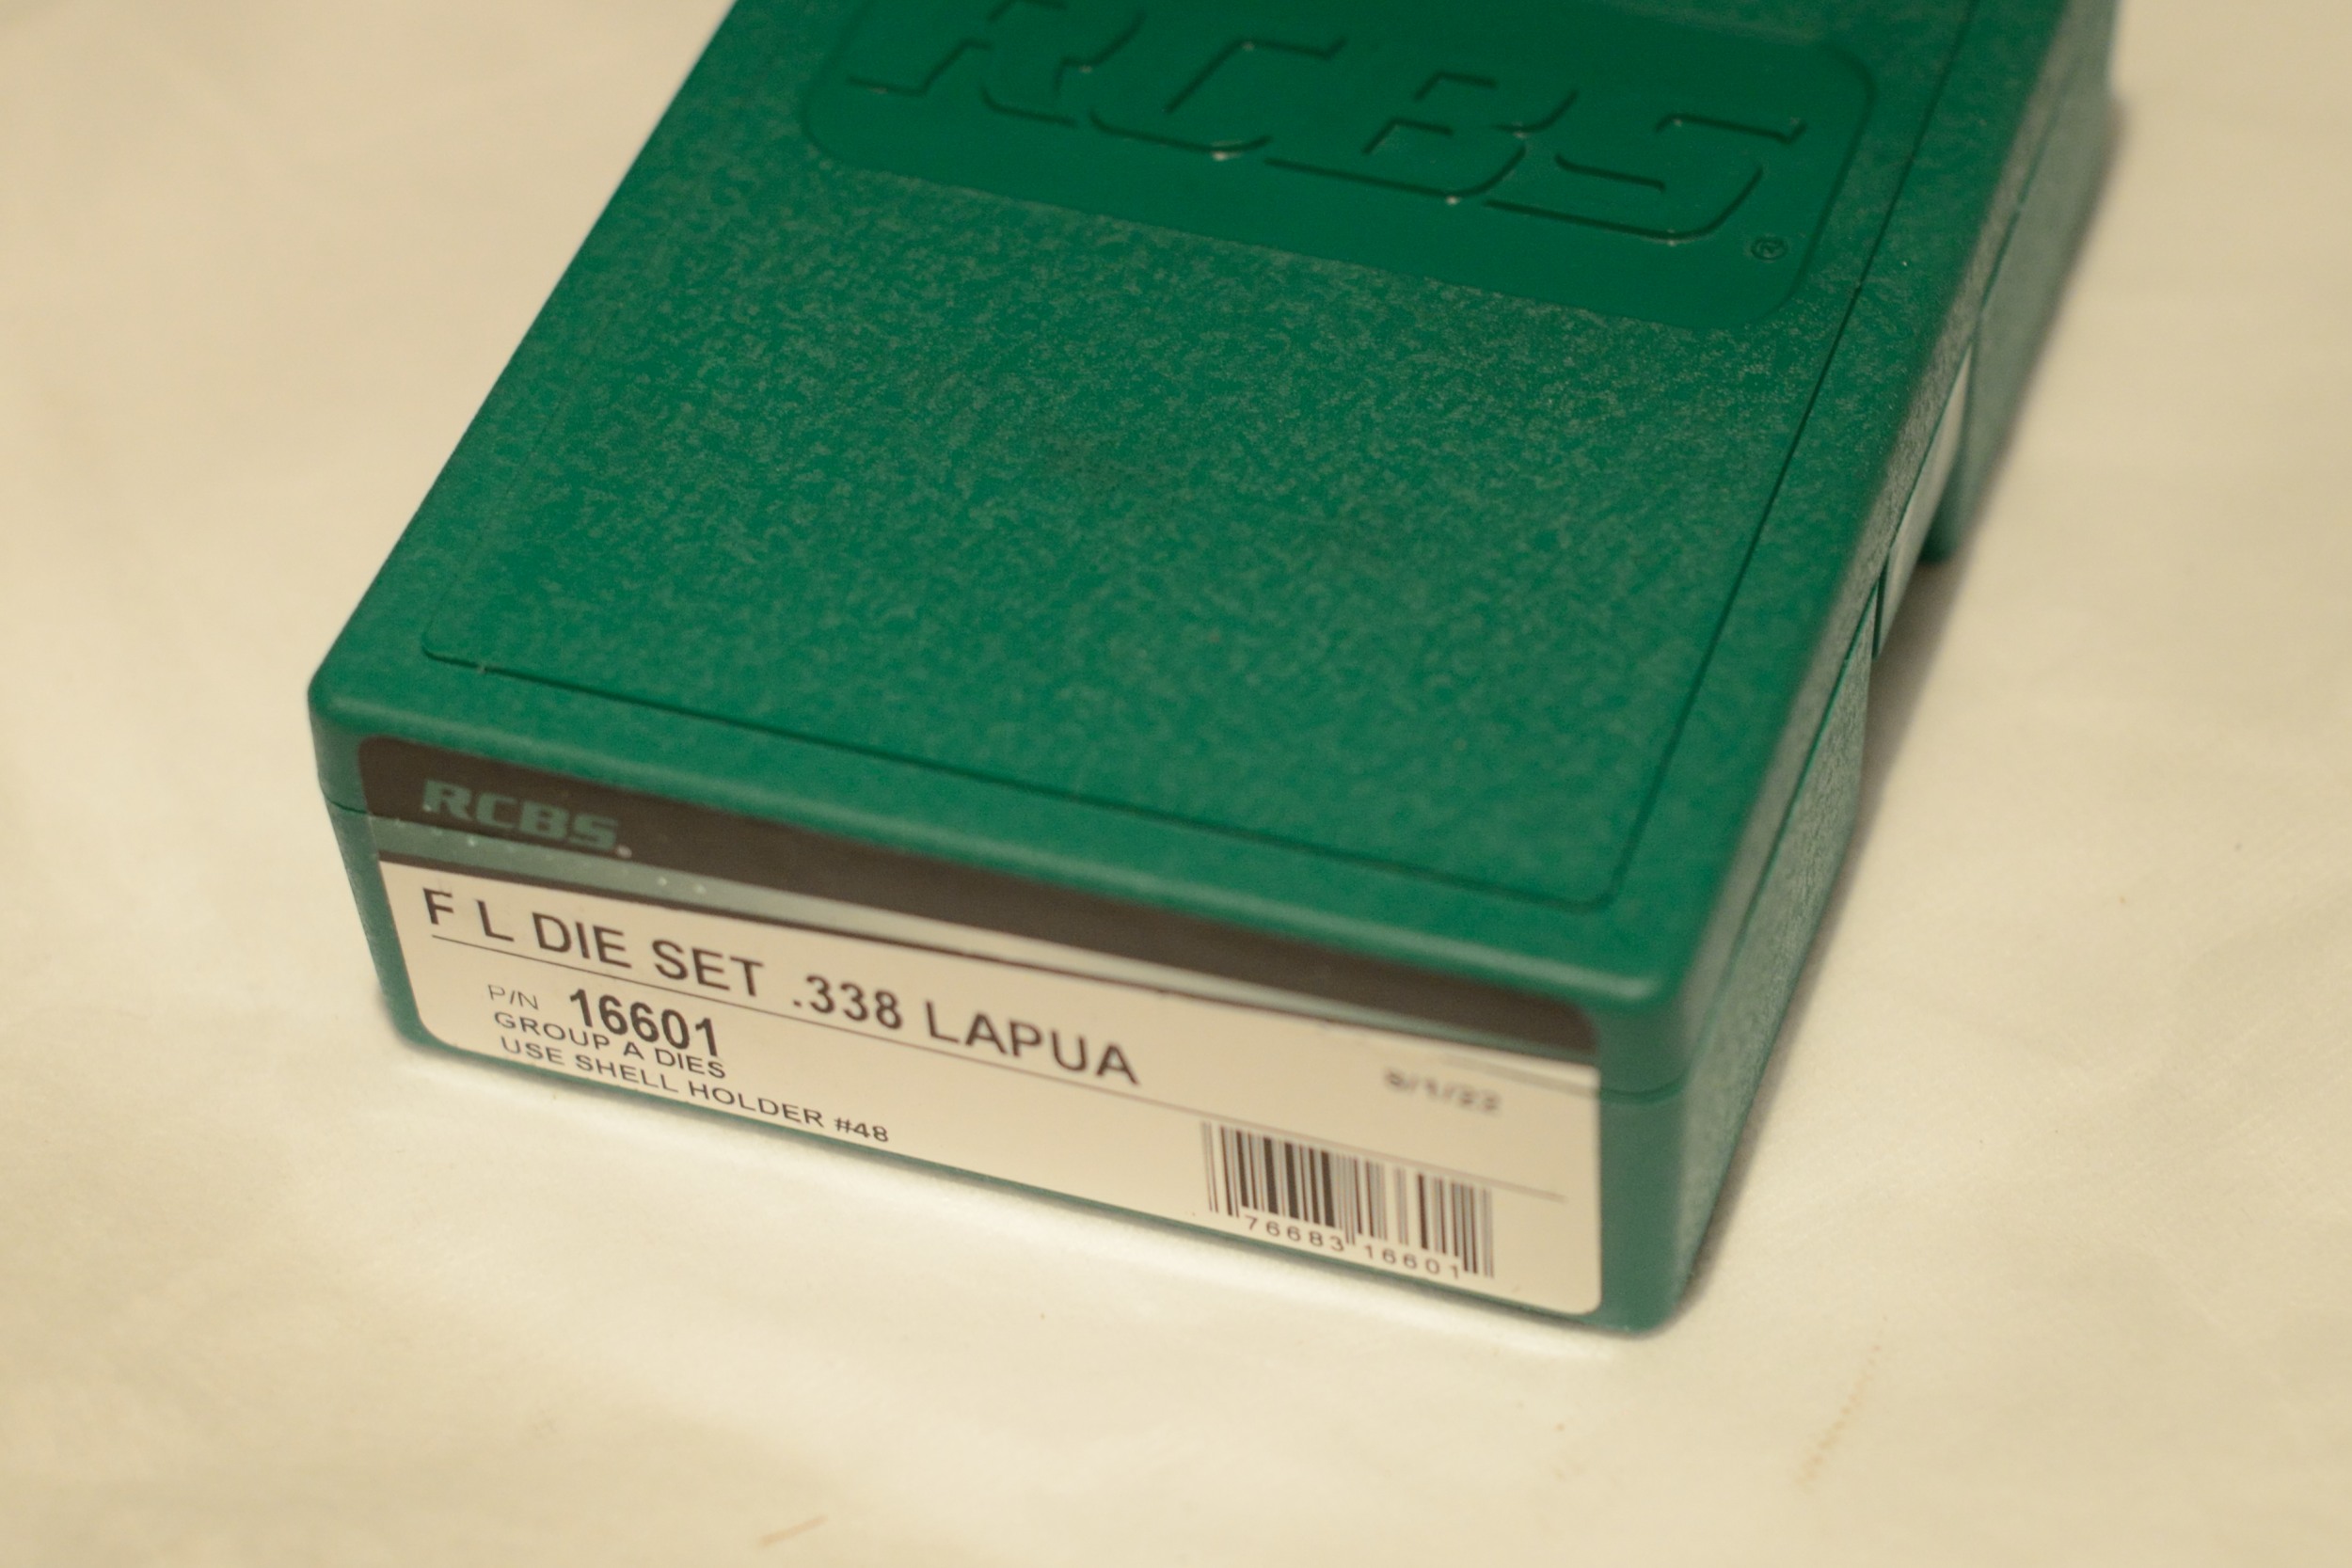 RCBS
®
RCBS
F L DIE SET .338 LAPUA
P/N 16601
GROUP A DIES
USE SHELL HOLDER #48
76683 16601